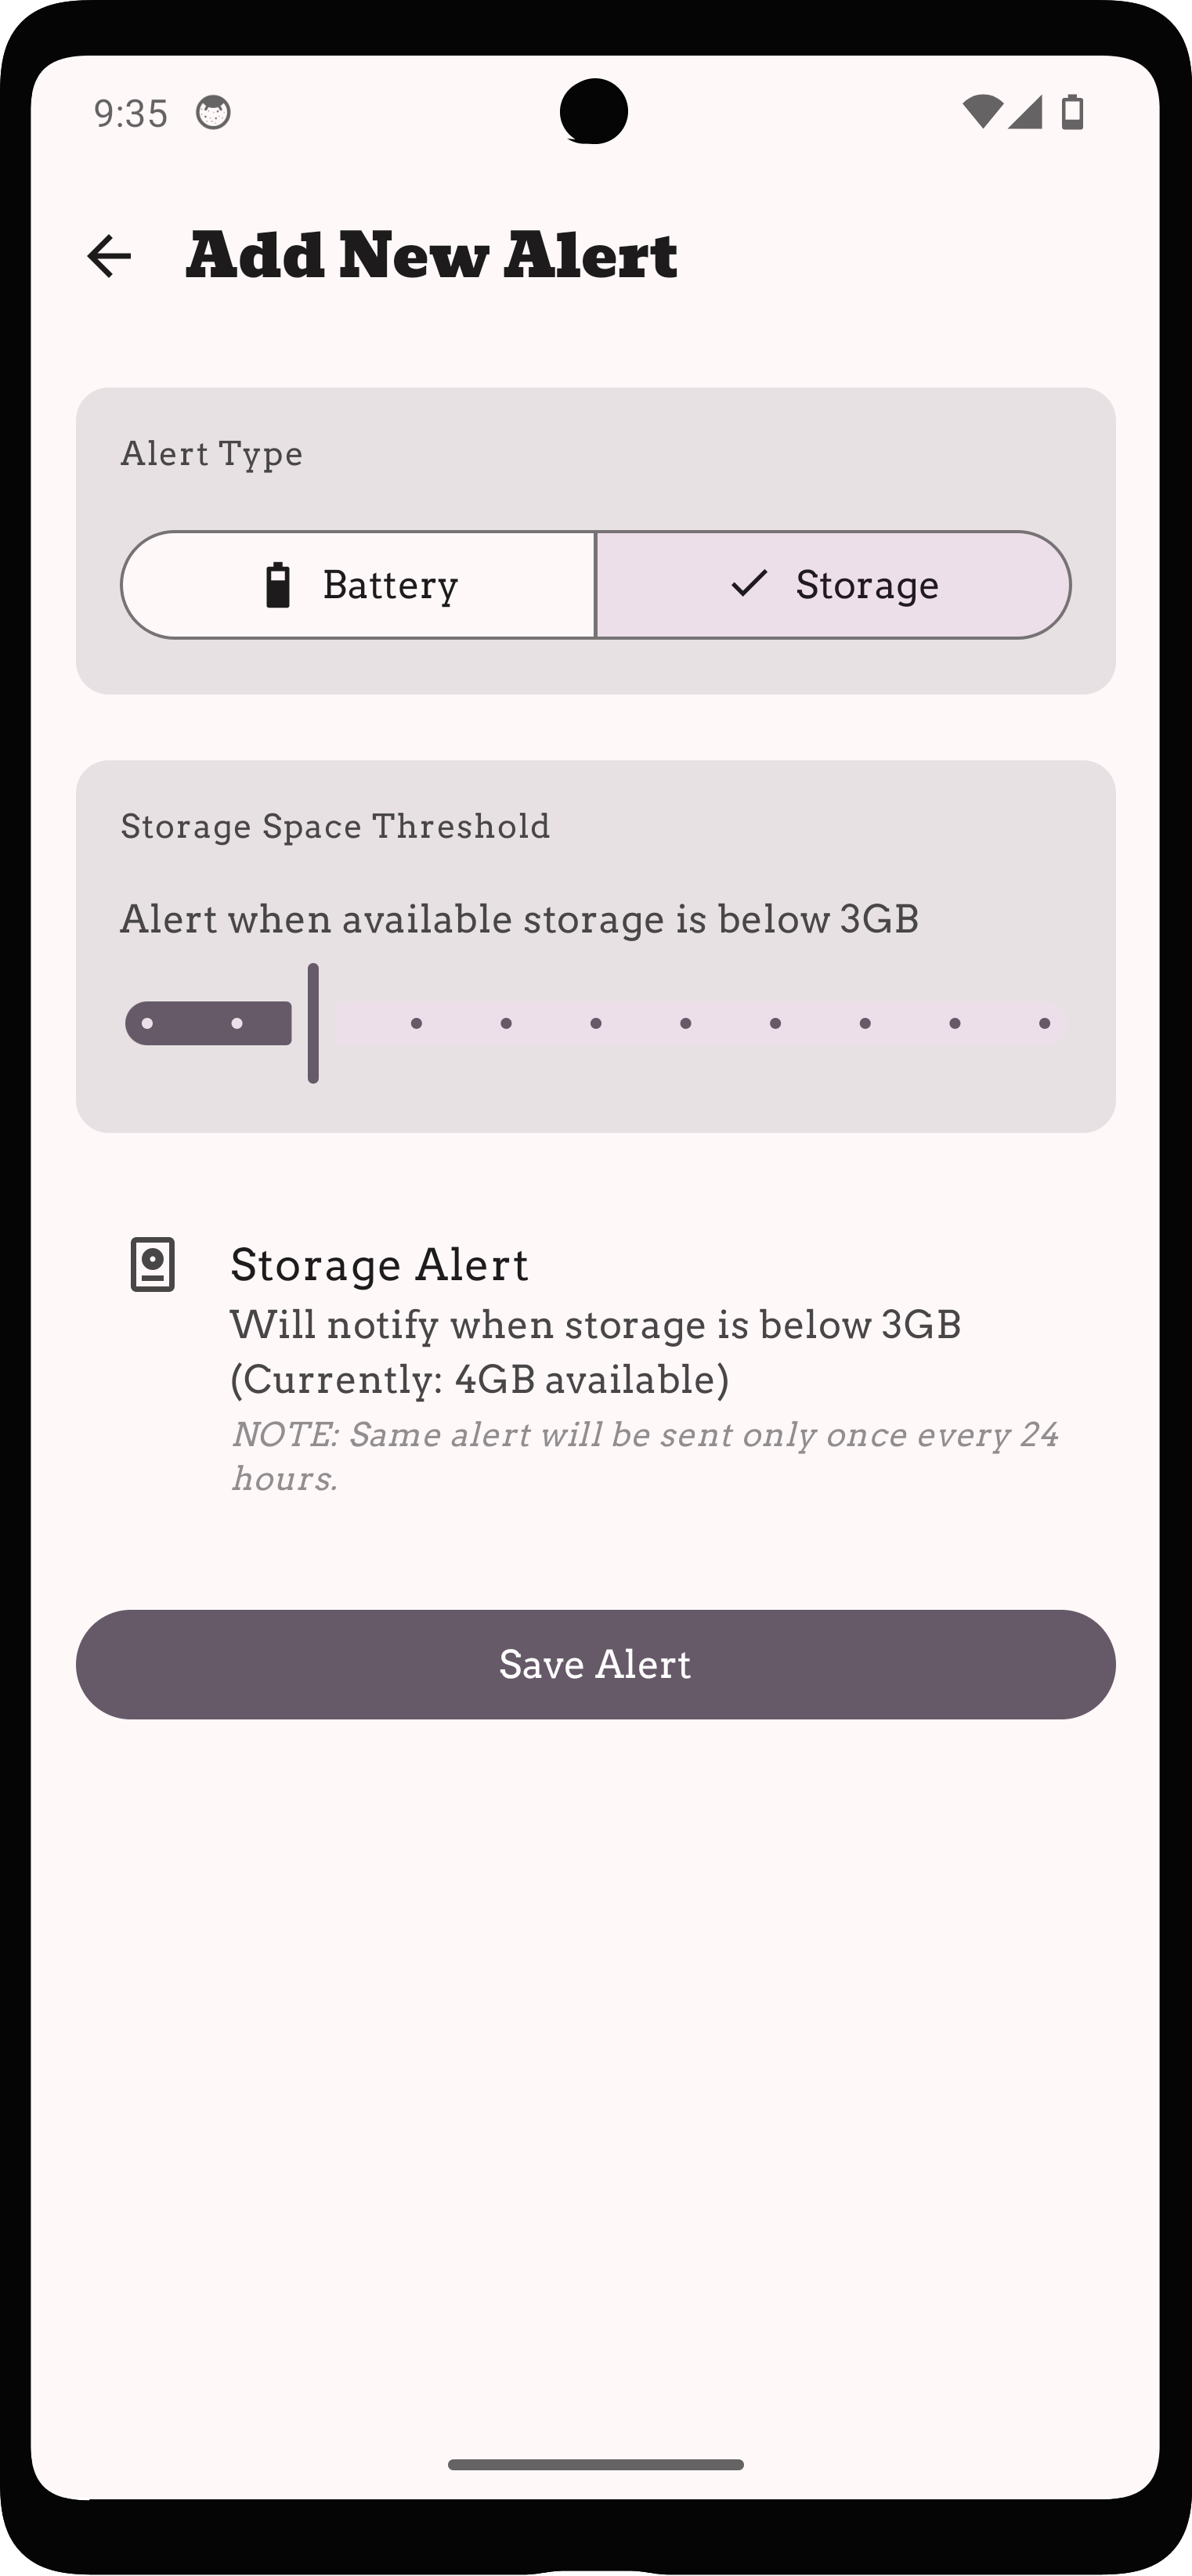 9:35
Add New Alert
Alert Type
Battery
Storage
Storage Space Threshold
Alert when available storage is below 3GB
Storage Alert
Will notify when storage is below 3GB
(Currently: 4GB available)
NOTE: Same alert will be sent only once every 24
hours.
Save Alert